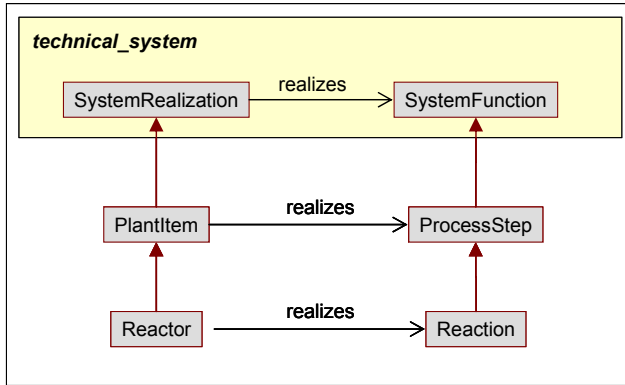 technical_system
realizes
SystemRealization SystemFunction
realizes
PlantItem ProcessStep
realizes
Reactor Reaction